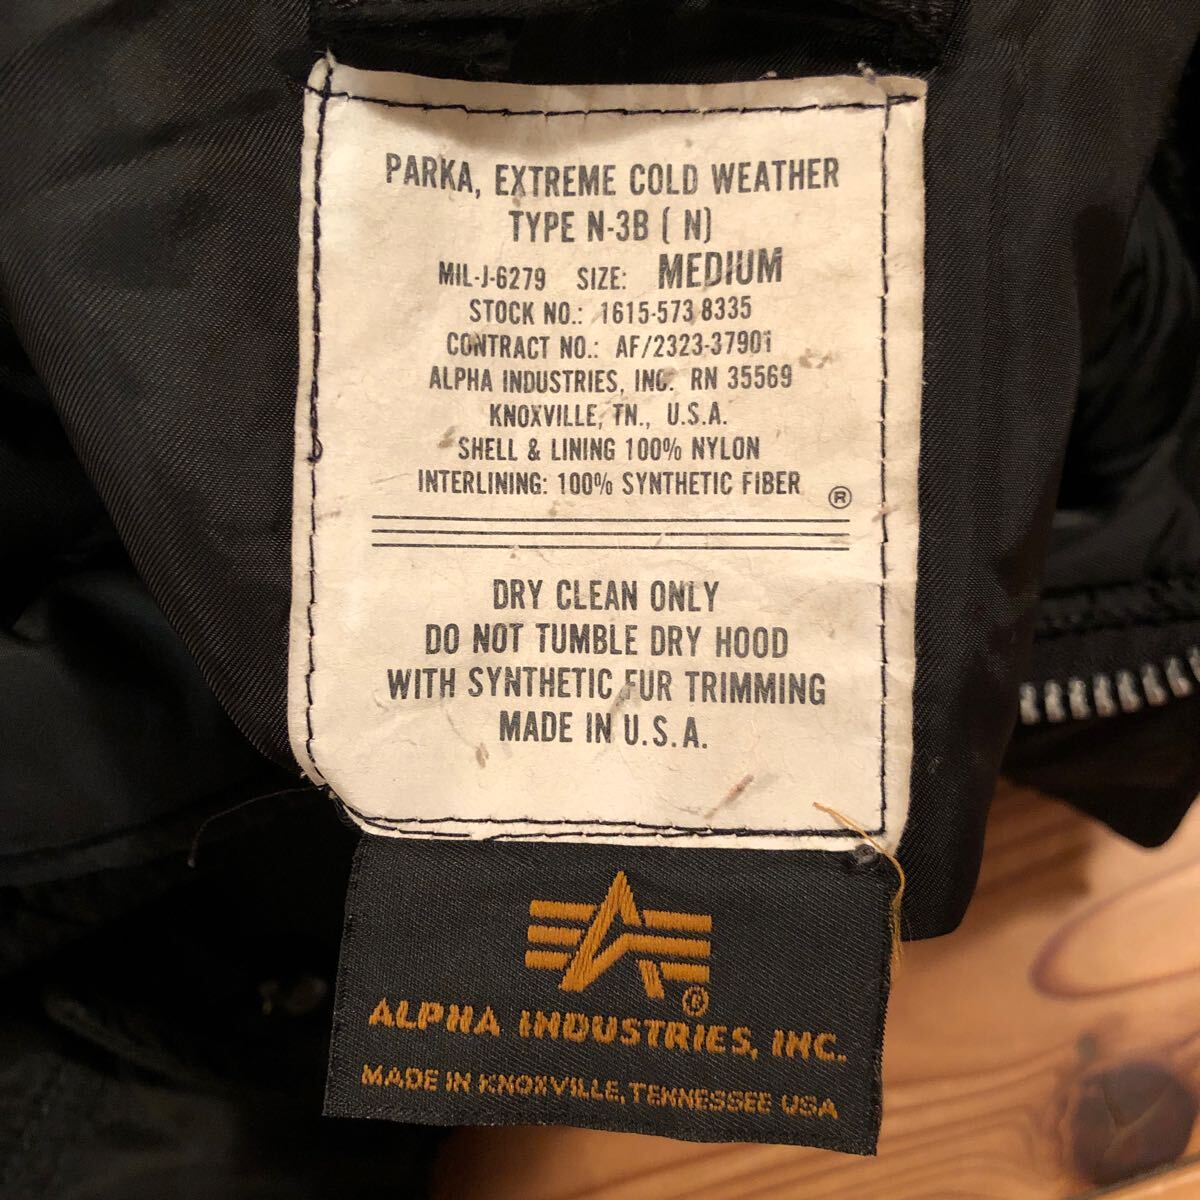 PARKA, EXTREME COLD WEATHER
TYPE N-3B ( N)
MIL-J-6279 SIZE: MEDIUM
STOCK NO.: 1615-573 8335
CONTRACT NO.: AF/2323-37901
ALPHA INDUSTRIES, INC. RN 35569
KNOXVILLE, TN., U.S.A.
SHELL & LINING 100% NYLON
INTERLINING: 100% SYNTHETIC FIBER ®
DRY CLEAN ONLY
DO NOT TUMBLE DRY HOOD
WITH SYNTHETIC FUR TRIMMING
MADE IN U.S.A.
®
ALPHA INDUSTRIES, INC.
MADE IN KNOXVILLE, TENNESSEE USA